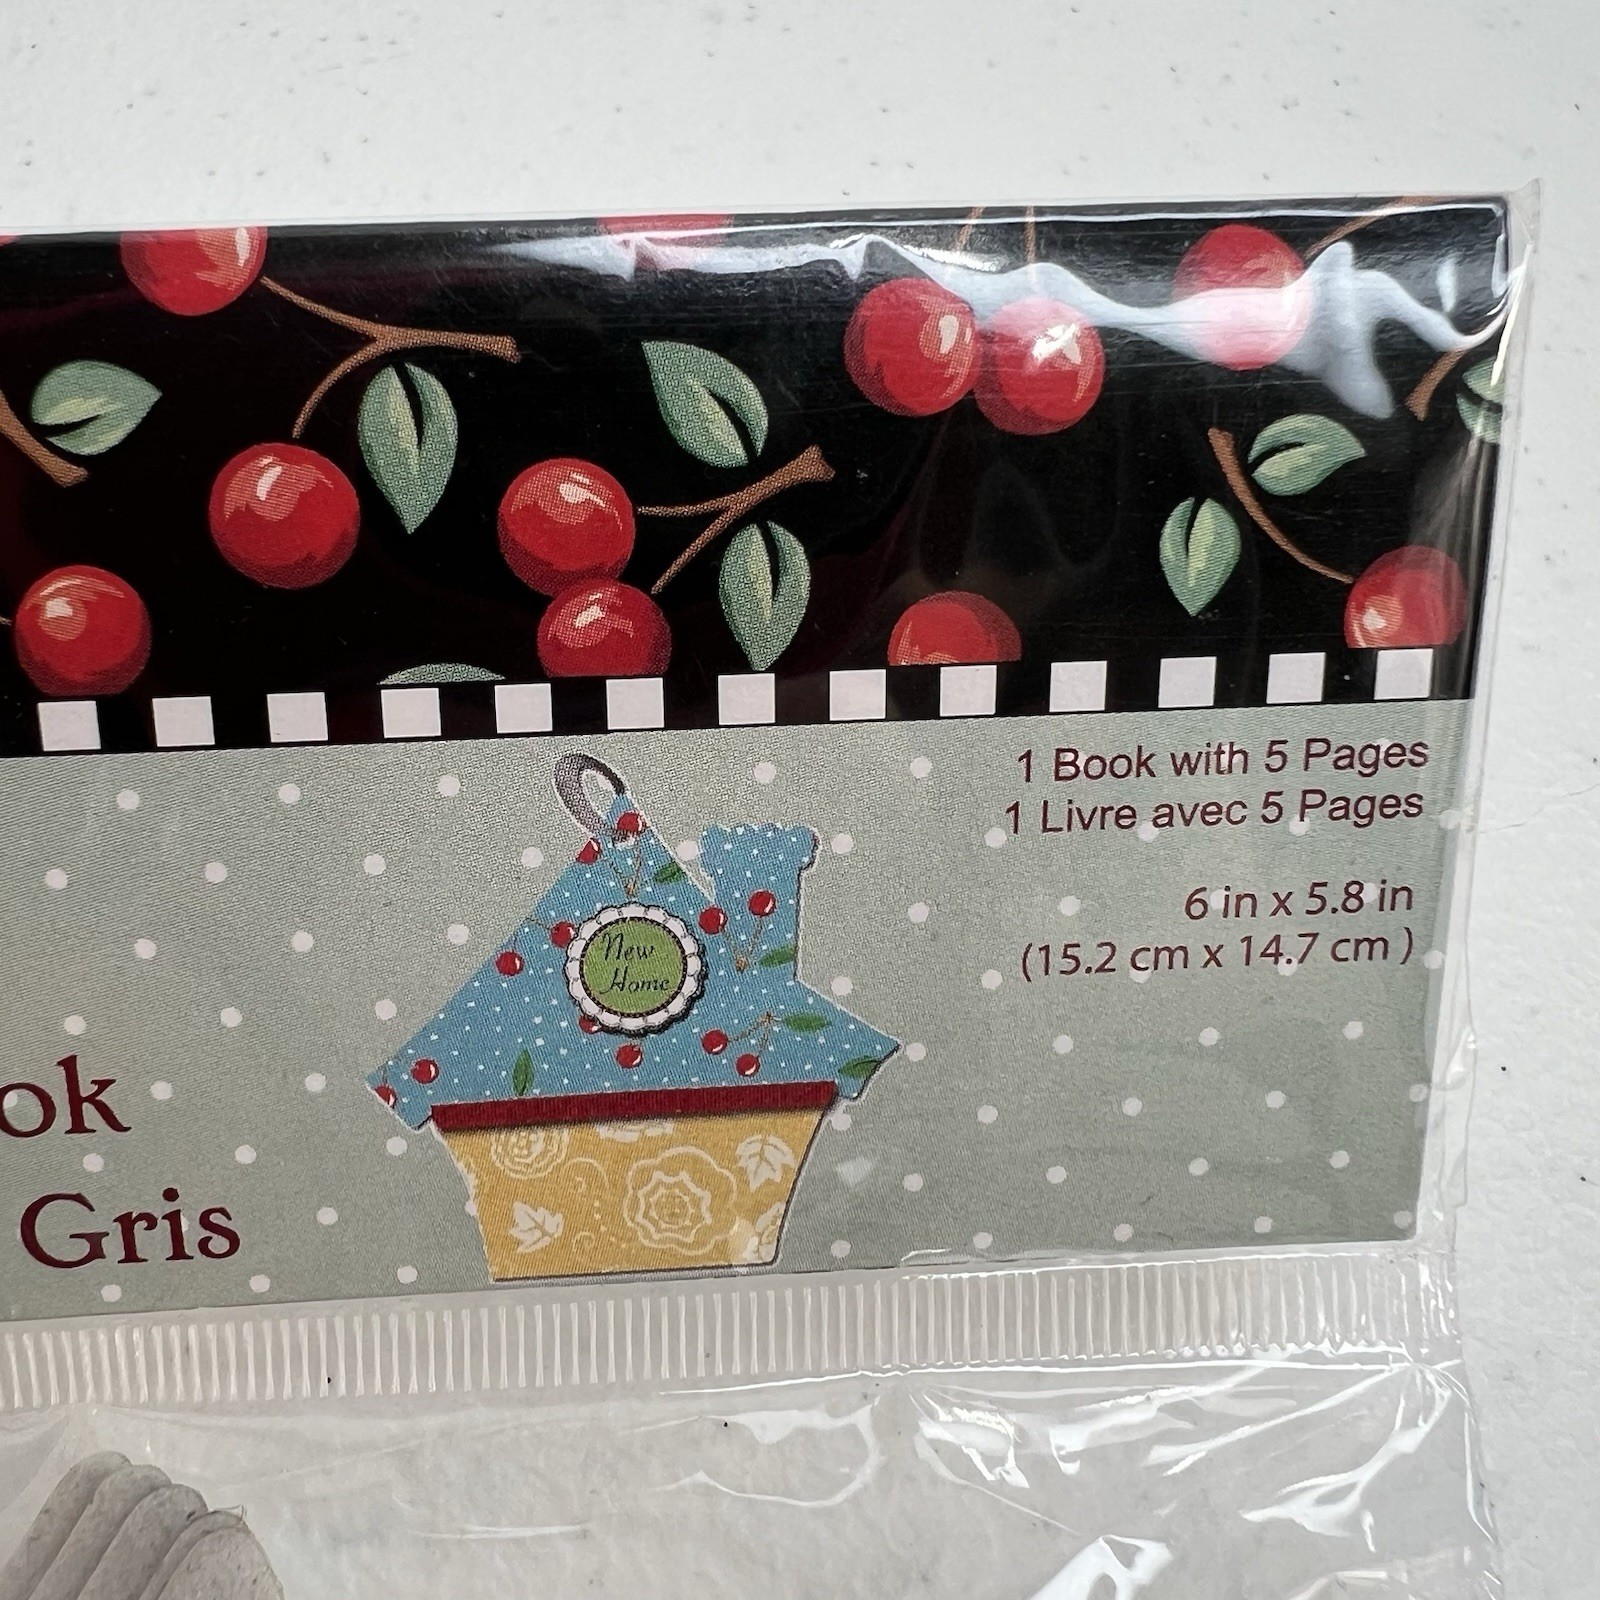 1 Book with 5 Pages
1 Livre avec 5 Pages
6 in x 5.8 in
(15.2 cm x 14.7 cm )
New
Home
ok
Gris